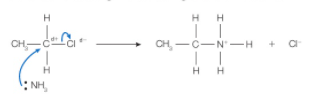 H H H
CH₃—C^δ+—Cl^δ- ⟶ CH₃—C—N⁺—H + Cl⁻
H H H
:NH₃